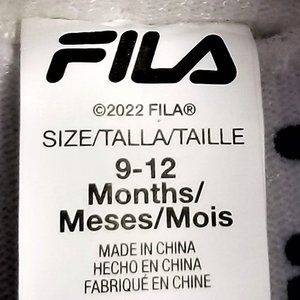 FILA
©2022 FILA®
SIZE/TALLA/TAILLE
9-12
Months/
Meses/Mois
MADE IN CHINA
HECHO EN CHINA
FABRIQUÉ EN CHINE